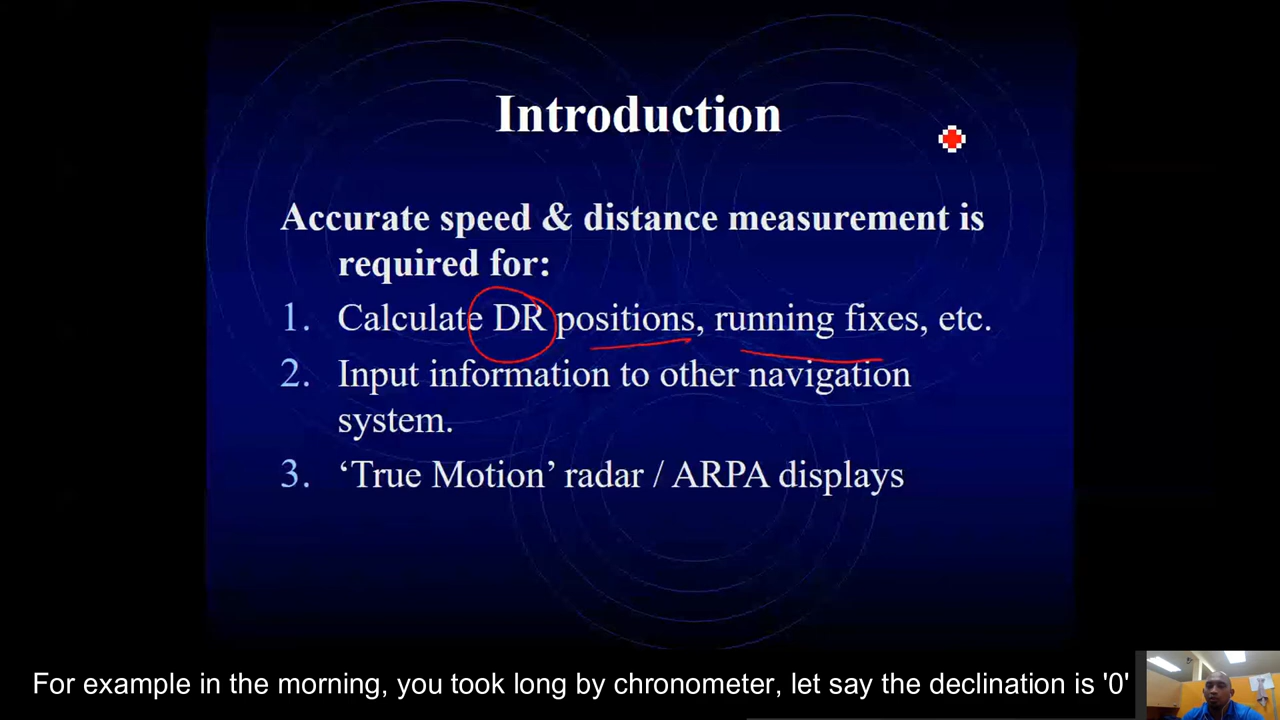 Introduction
Accurate speed & distance measurement is
required for:
1. Calculate DR positions, running fixes, etc.
2. Input information to other navigation
system.
3. ‘True Motion’ radar / ARPA displays
For example in the morning, you took long by chronometer, let say the declination is '0'